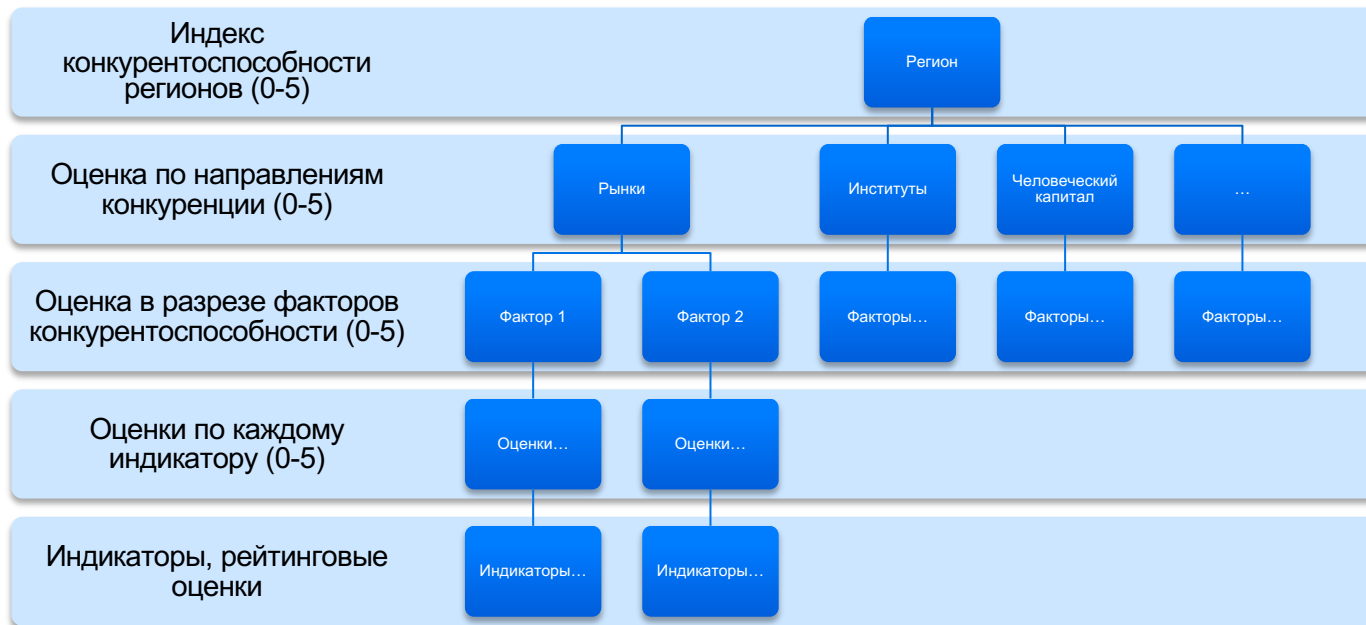 Индекс
конкурентоспособности
регионов (0-5)
Регион
Оценка по направлениям
конкуренции (0-5)
Рынки
Институты
Человеческий
капитал
...
Оценка в разрезе факторов
конкурентоспособности (0-5)
Фактор 1
Фактор 2
Факторы...
Факторы...
Факторы...
Оценки по каждому
индикатору (0-5)
Оценки...
Оценки...
Индикаторы, рейтинговые
оценки
Индикаторы...
Индикаторы...